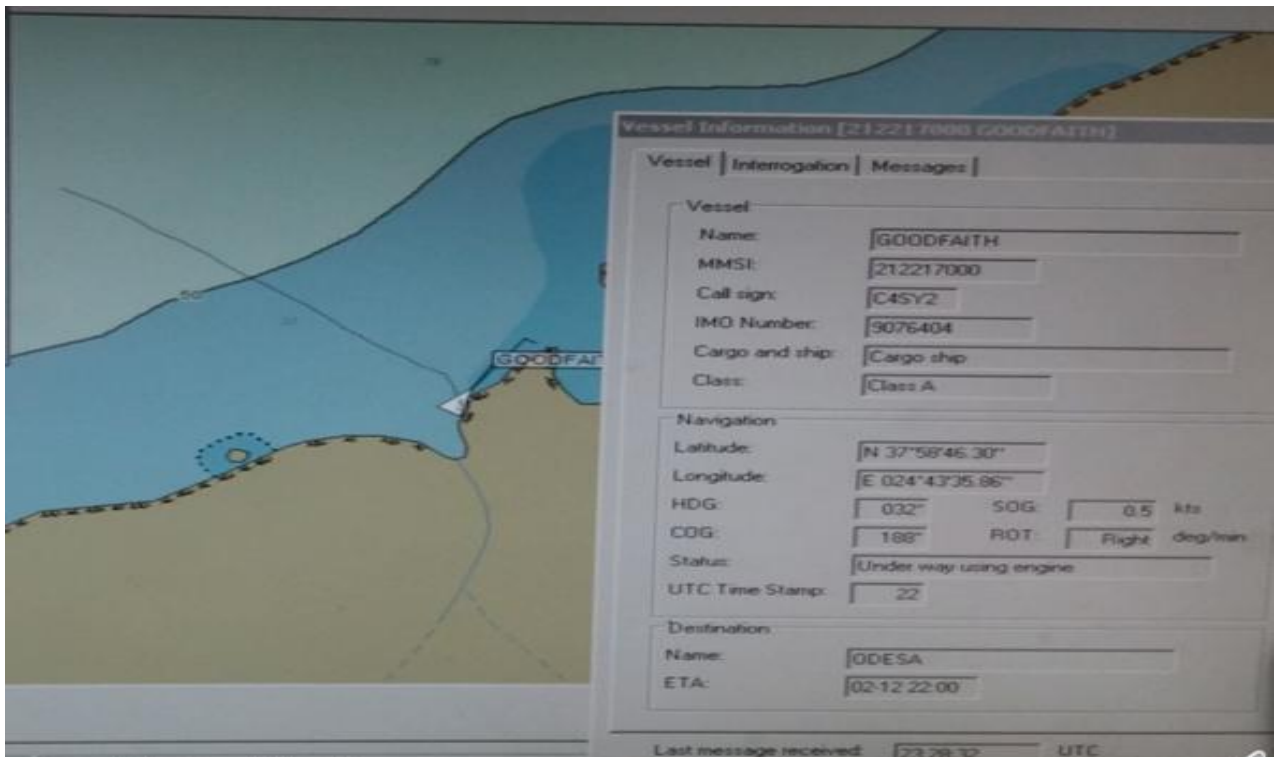 Vessel Information [212217000 GOODFAITH]
Vessel Interrogation Messages
Vessel
Name: GOODFAITH
MMSI: 212217000
Call sign: C4SY2
IMO Number: 9076404
Cargo and ship: Cargo ship
Class: Class A
Navigation
Latitude: N 37°58'46.30"
Longitude: E 024°43'35.86"
HDG: 032° SOG: 0.5 kts
COG: 188° ROT: Right deg/min
Status: Under way using engine
UTC Time Stamp: 22
Destination
Name: ODESA
ETA: 02-12 22:00
Last message received: 23:28:32 UTC
50
GOODFAI